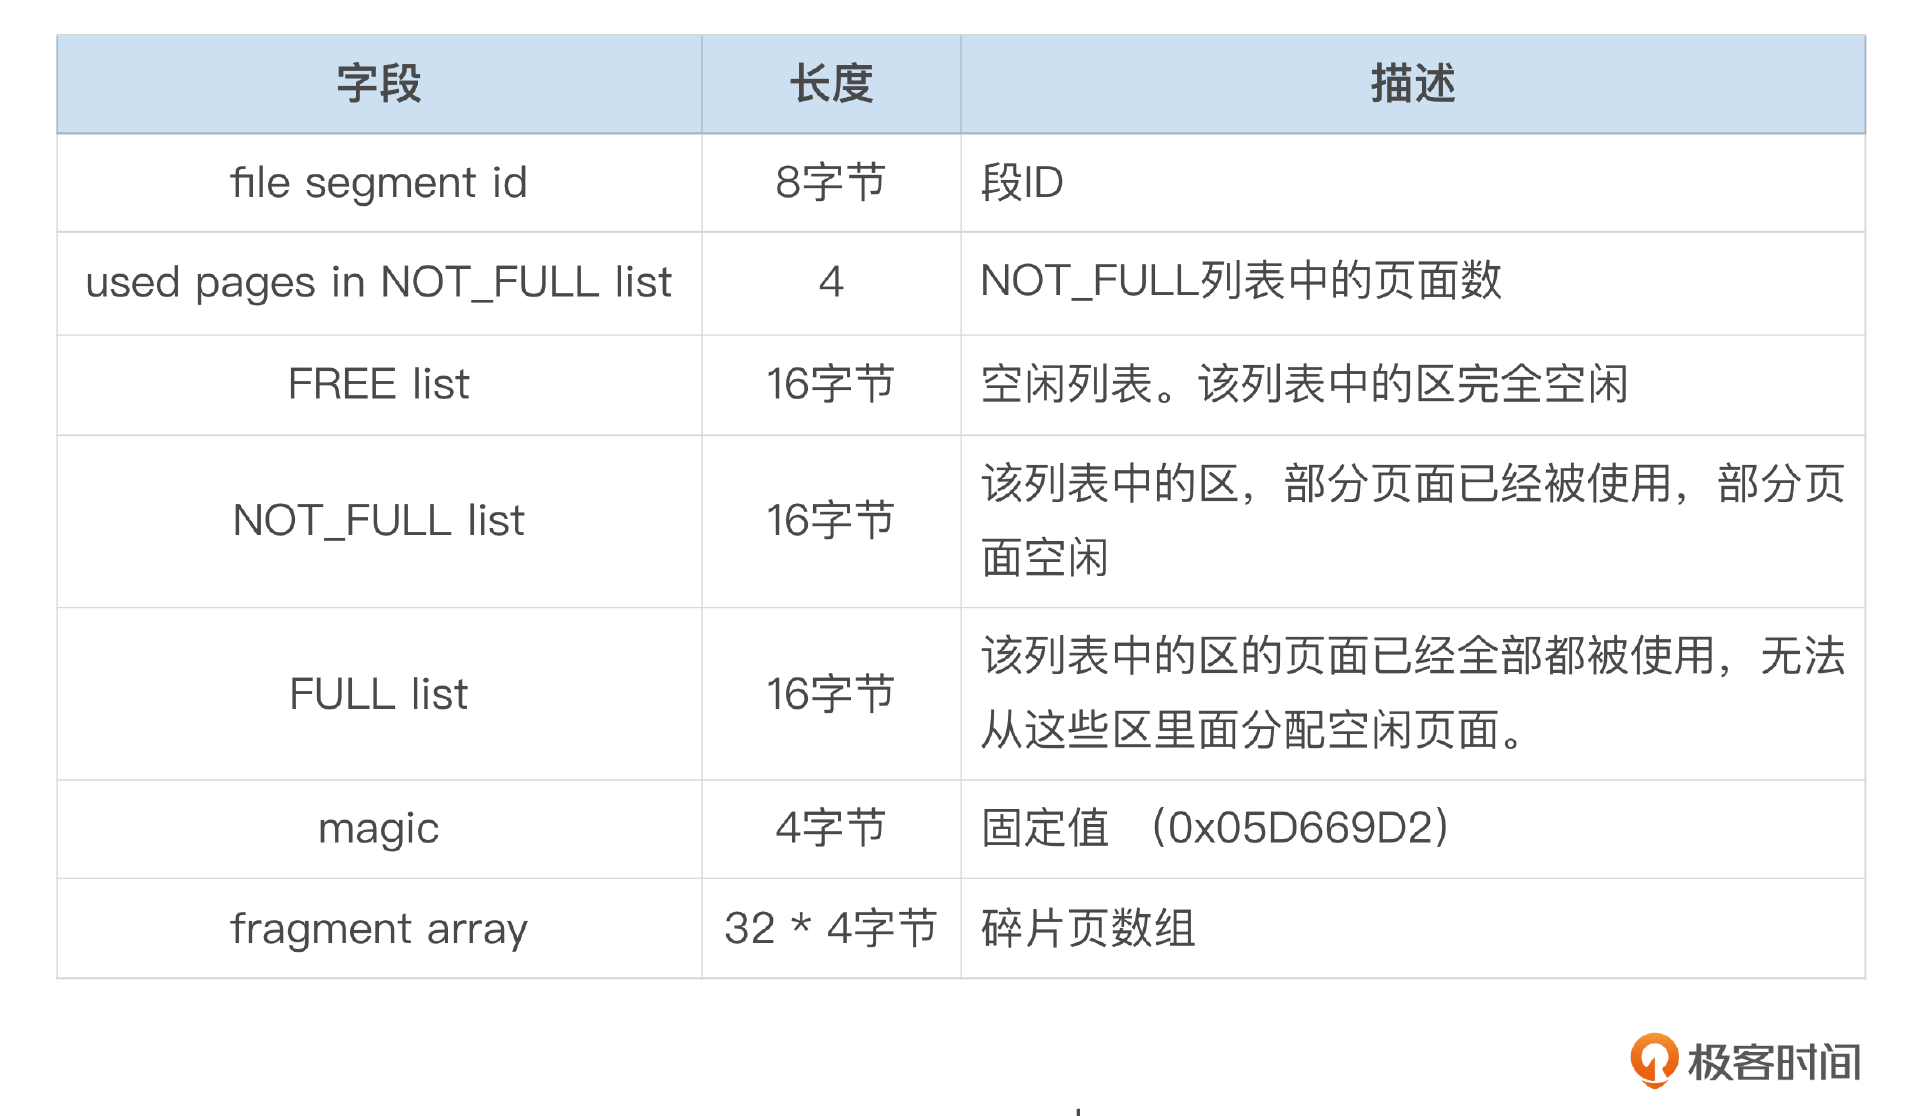 字段 长度 描述
file segment id 8字节 段ID
used pages in NOT_FULL list 4 NOT_FULL列表中的页面数
FREE list 16字节 空闲列表。该列表中的区完全空闲
NOT_FULL list 16字节 该列表中的区，部分页面已经被使用，部分页
面空闲
FULL list 16字节 该列表中的区的页面已经全部都被使用，无法
从这些区里面分配空闲页面。
magic 4字节 固定值 （0x05D669D2）
fragment array 32 * 4字节 碎片页数组
极客时间